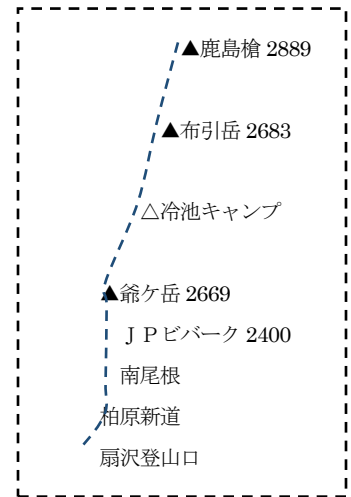 ▲鹿島槍 2889
▲布引岳 2683
△冷池キャンプ
▲爺ケ岳 2669
ＪＰビバーク 2400
南尾根
柏原新道
扇沢登山口